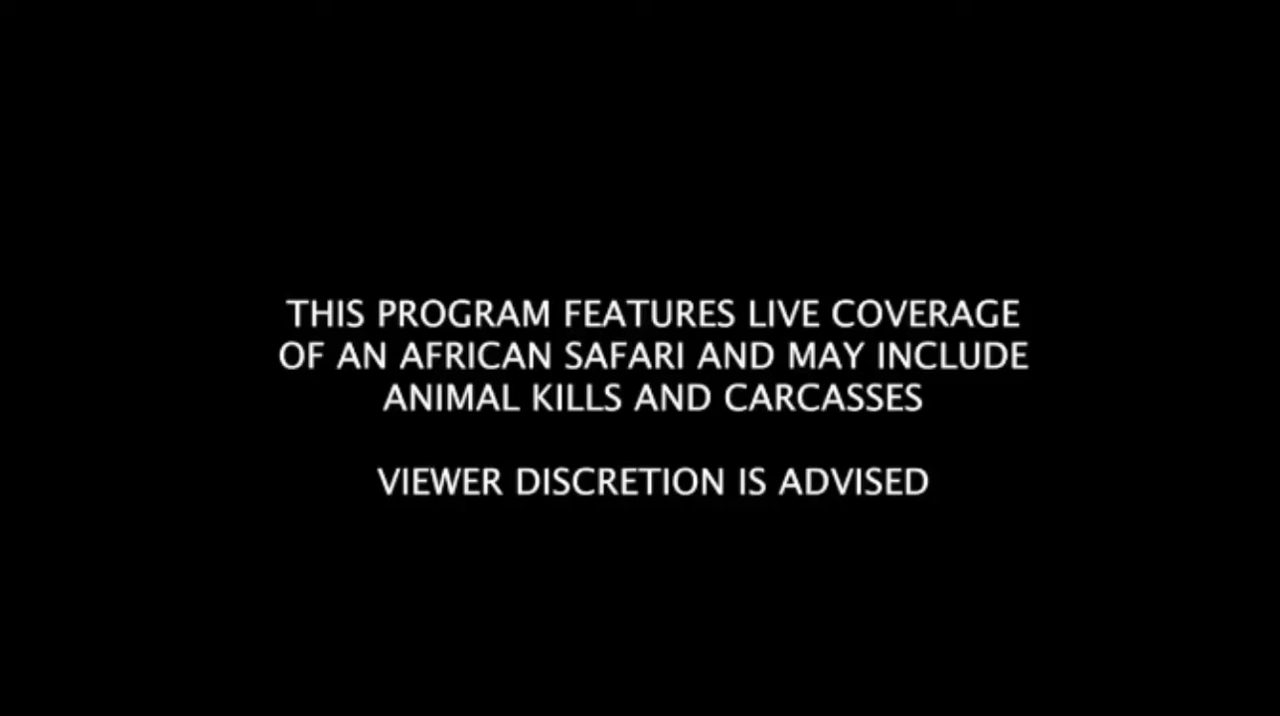 THIS PROGRAM FEATURES LIVE COVERAGE
OF AN AFRICAN SAFARI AND MAY INCLUDE
ANIMAL KILLS AND CARCASSES
VIEWER DISCRETION IS ADVISED